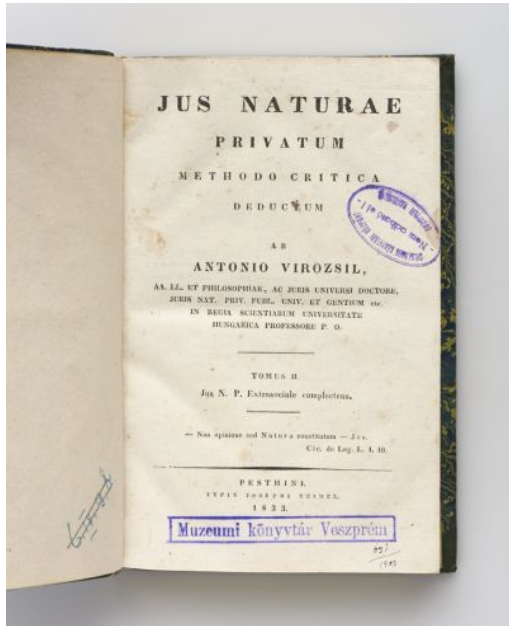 JUS NATURAE
PRIVATUM
METHODO CRITICA
DEDUCTUM
AB
ANTONIO VIROZSIL,
AA. LL. ET PHILOSOPHIAE, AC JURIS UNIVERSI DOCTORE,
JURIS NAT. PRIV. PUBL. UNIV. ET GENTIUM etc.
IN REGIA SCIENTIARUM UNIVERSITATE
HUNGARICA PROFESSORE P. O.
TOMUS II
Jus N. P. Extrasociale complectens.
— Non opinione sed Natura constitutum — Jus.
Cic. de Leg. L. I. 10.
PESTHINI,
TYPIS JOSEPHI BEIMEL.
1833.
Muzeumi könyvtár Veszprém